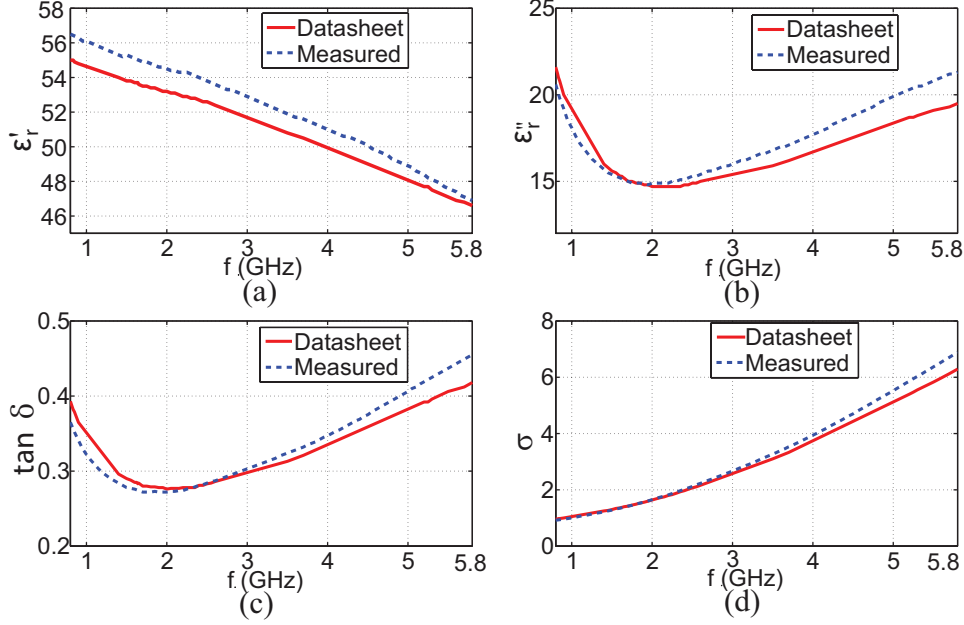 58
56
54
52
50
48
46
ε'r
Datasheet
Measured
1 2 3 4 5 5.8
f (GHz)
(a)
25
20
15
ε''r
Datasheet
Measured
1 2 3 4 5 5.8
f (GHz)
(b)
0.5
0.4
0.3
0.2
tan δ
Datasheet
Measured
1 2 3 4 5 5.8
f. (GHz)
(c)
8
6
4
2
0
σ
Datasheet
Measured
1 2 3 4 5 5.8
f (GHz)
(d)